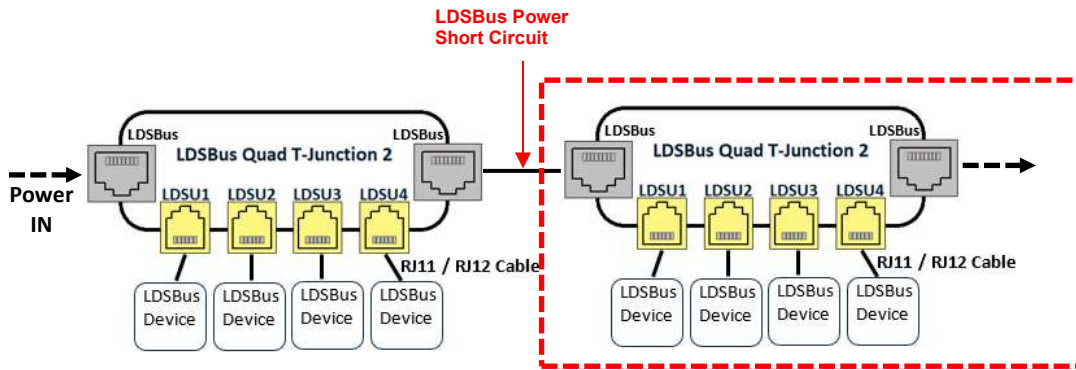 LDSBus Power
Short Circuit
LDSBus
LDSBus
LDSBus Quad T-Junction 2
Power
IN
LDSU1
LDSU2
LDSU3
LDSU4
RJ11 / RJ12 Cable
LDSBus
Device
LDSBus
Device
LDSBus
Device
LDSBus
Device
LDSBus
LDSBus
LDSBus Quad T-Junction 2
LDSU1
LDSU2
LDSU3
LDSU4
RJ11 / RJ12 Cable
LDSBus
Device
LDSBus
Device
LDSBus
Device
LDSBus
Device